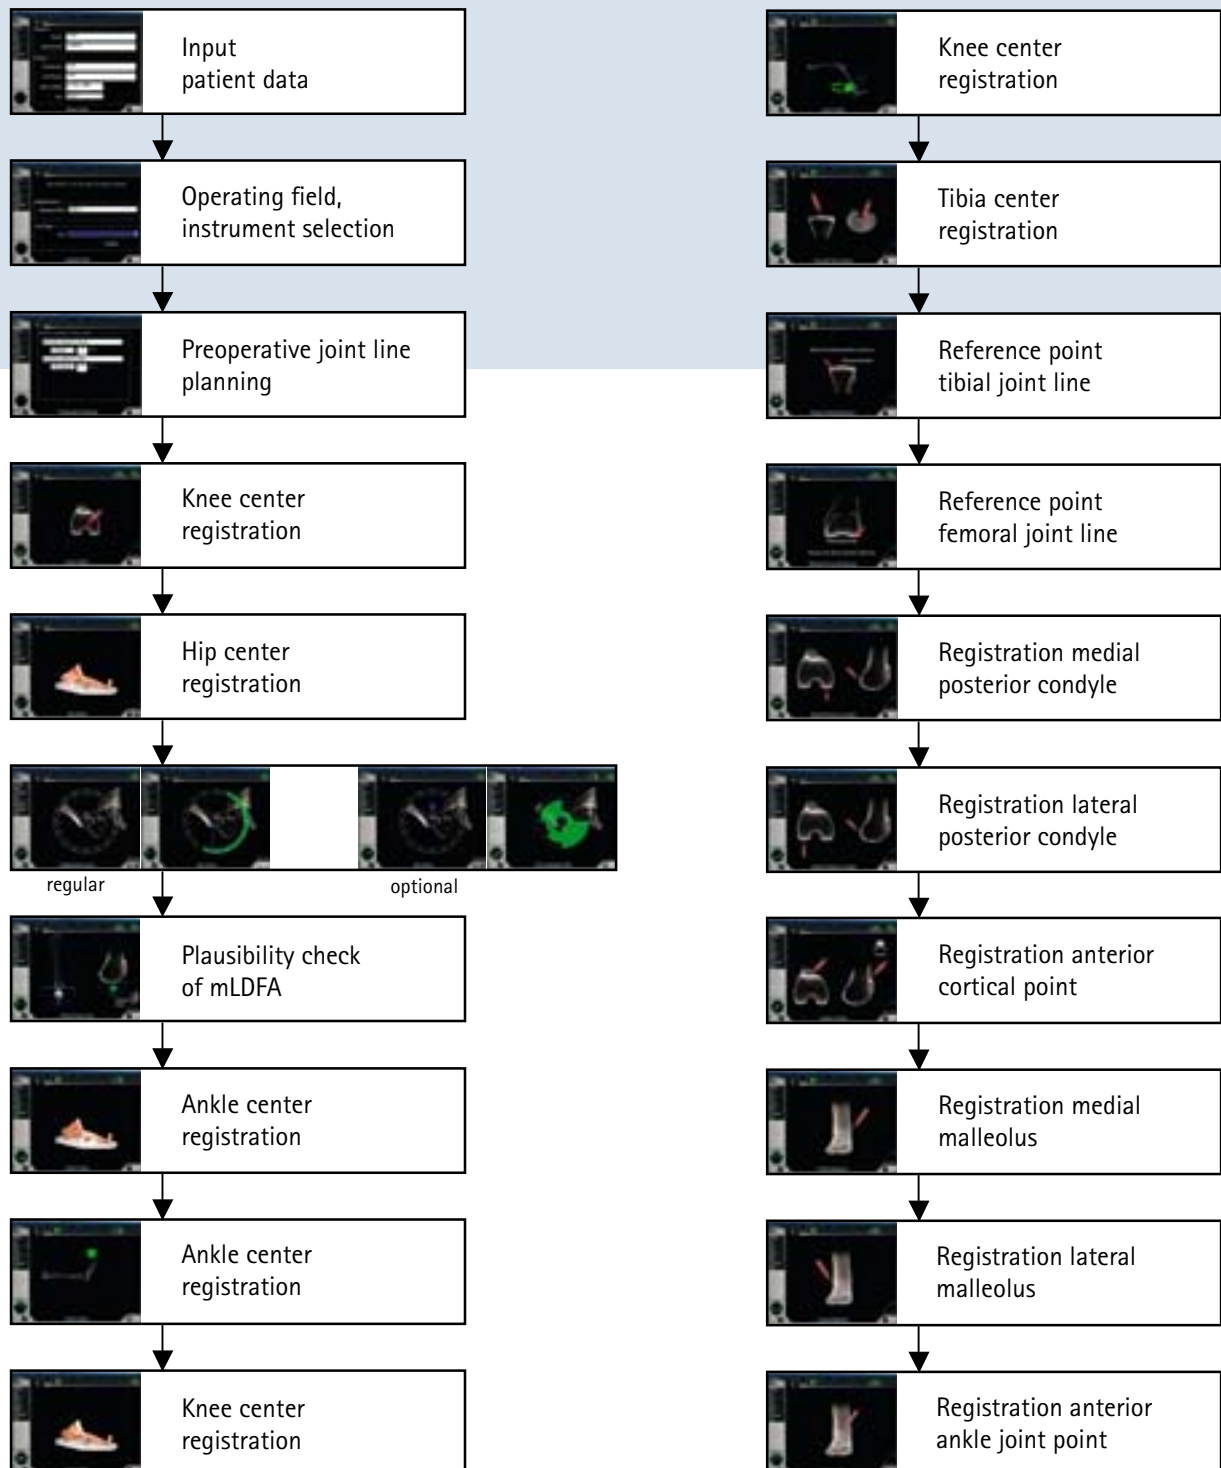 Input
patient data
Operating field,
instrument selection
Preoperative joint line
planning
Knee center
registration
Hip center
registration
regular
optional
Plausibility check
of mLDFA
Ankle center
registration
Ankle center
registration
Knee center
registration
Knee center
registration
Tibia center
registration
Reference point
tibial joint line
Reference point
femoral joint line
Registration medial
posterior condyle
Registration lateral
posterior condyle
Registration anterior
cortical point
Registration medial
malleolus
Registration lateral
malleolus
Registration anterior
ankle joint point